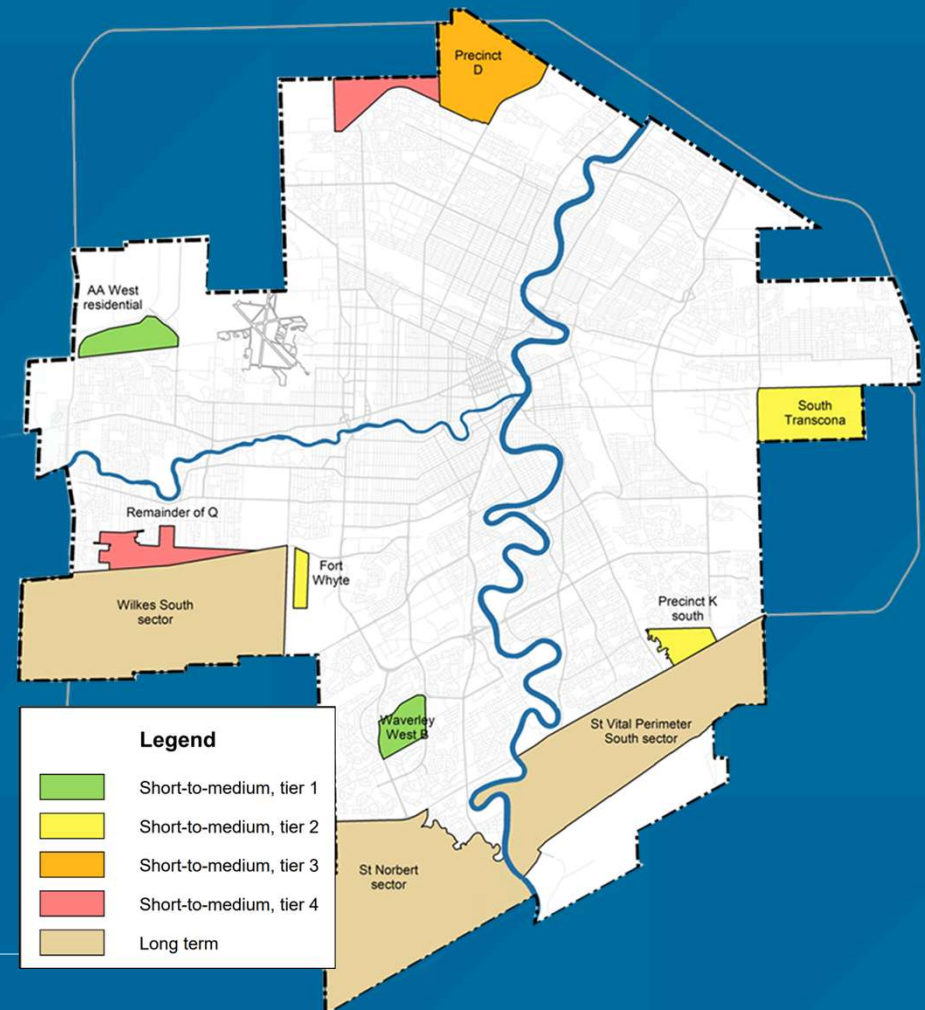 Precinct
D
AA West
residential
South
Transcona
Remainder of Q
Fort
Whyte
Wilkes South
sector
Precinct K
south
Waverley
West B
St Vital Perimeter
South sector
St Norbert
sector
Legend
Short-to-medium, tier 1
Short-to-medium, tier 2
Short-to-medium, tier 3
Short-to-medium, tier 4
Long term